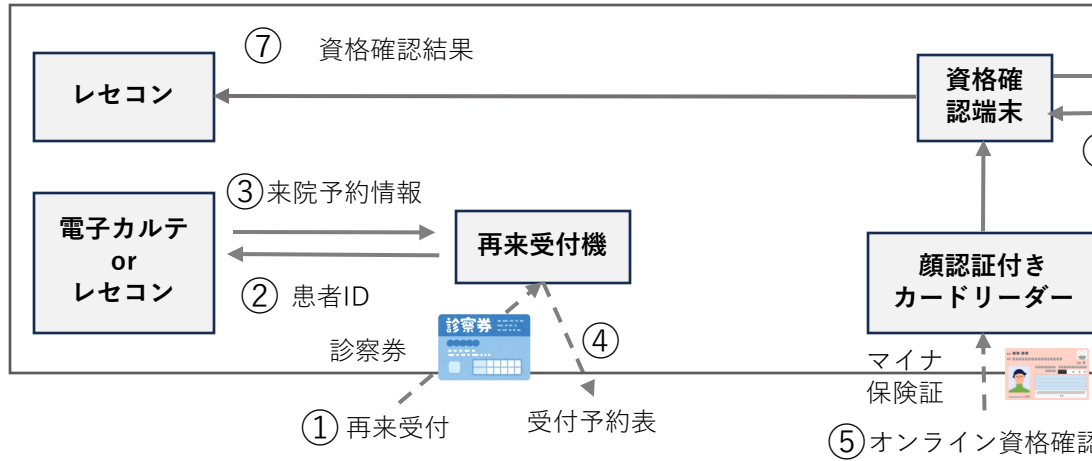 ⑦ 資格確認結果
レセコン
資格確
認端末
③来院予約情報
電子カルテ
or
レセコン
再来受付機
顔認証付き
カードリーダー
② 患者ID
診察券
診察券
④
マイナ
保険証
①再来受付
受付予約表
⑤オンライン資格確認